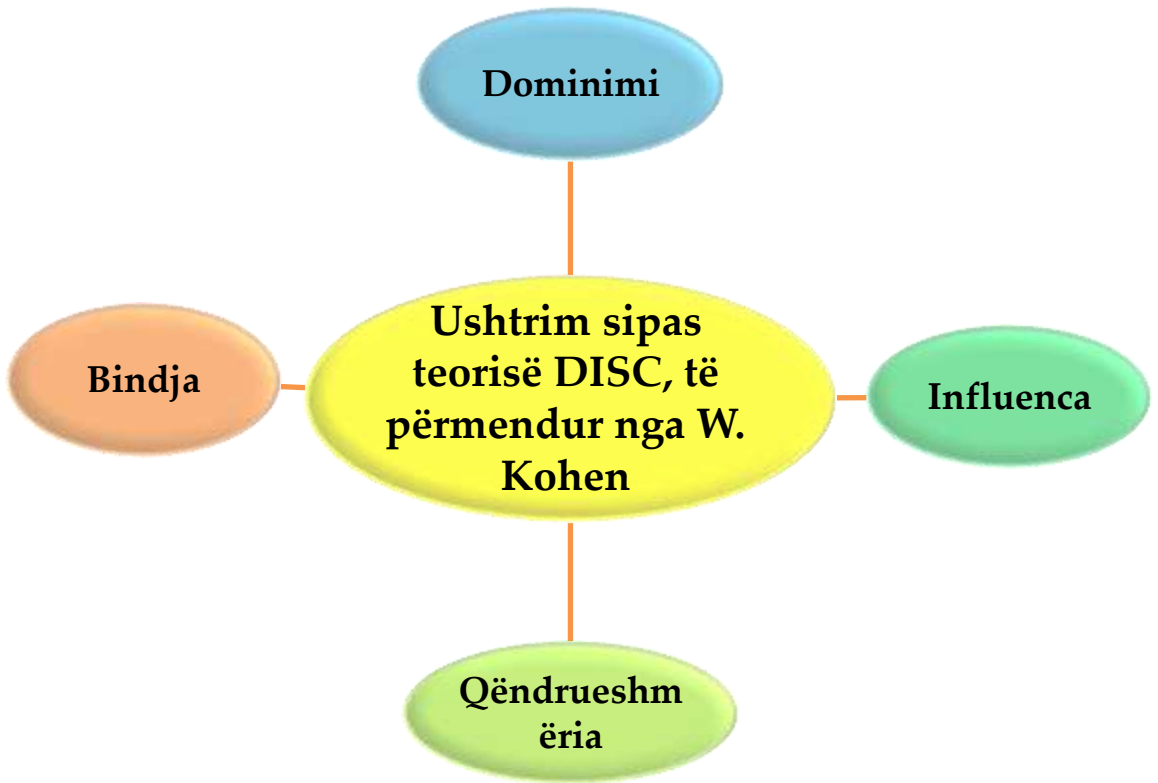 Dominimi
Ushtrim sipas
teorisë DISC, të
përmendur nga W.
Kohen
Bindja
Influenca
Qëndrueshm
ëria